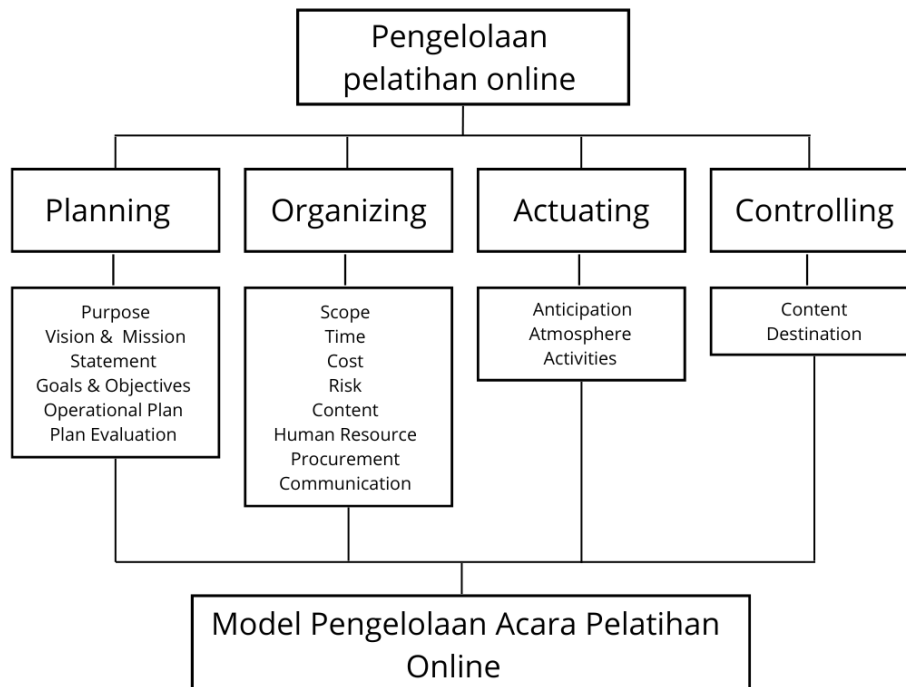 Pengelolaan
pelatihan online
Planning
Organizing
Actuating
Controlling
Purpose
Vision & Mission
Statement
Goals & Objectives
Operational Plan
Plan Evaluation
Scope
Time
Cost
Risk
Content
Human Resource
Procurement
Communication
Anticipation
Atmosphere
Activities
Content
Destination
Model Pengelolaan Acara Pelatihan
Online